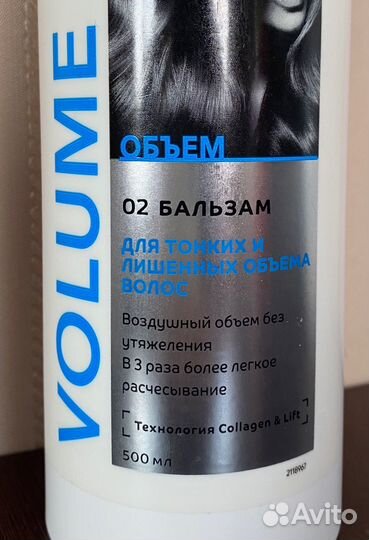 VOLUME
ОБЪЕМ
02 БАЛЬЗАМ
ДЛЯ ТОНКИХ И
ЛИШЕННЫХ ОБЪЕМА
ВОЛОС
Воздушный объем без
утяжеления
В 3 раза более легкое
расчесывание
Технология Collagen & Lift
500 мл
2118967
Avito